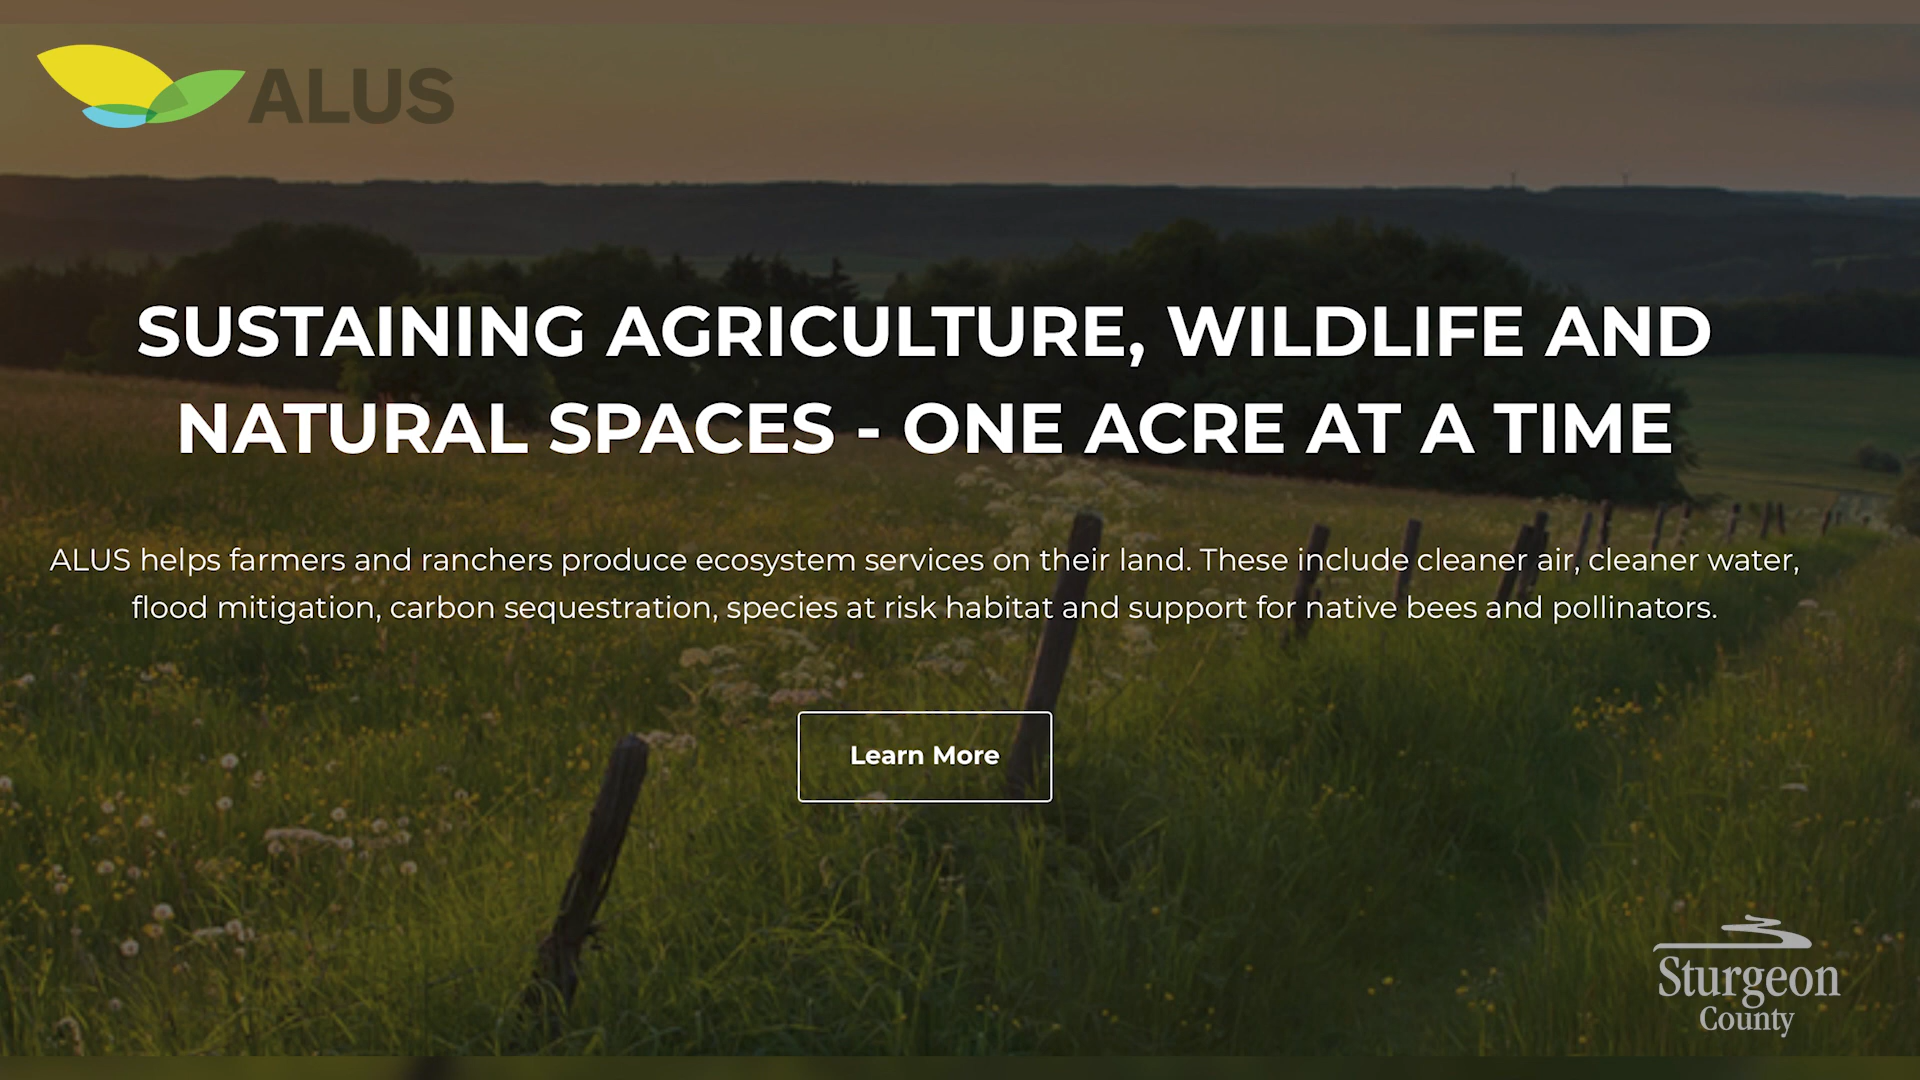 ALUS
SUSTAINING AGRICULTURE, WILDLIFE AND
NATURAL SPACES - ONE ACRE AT A TIME
ALUS helps farmers and ranchers produce ecosystem services on their land. These include cleaner air, cleaner water,
flood mitigation, carbon sequestration, species at risk habitat and support for native bees and pollinators.
Learn More
Sturgeon
County